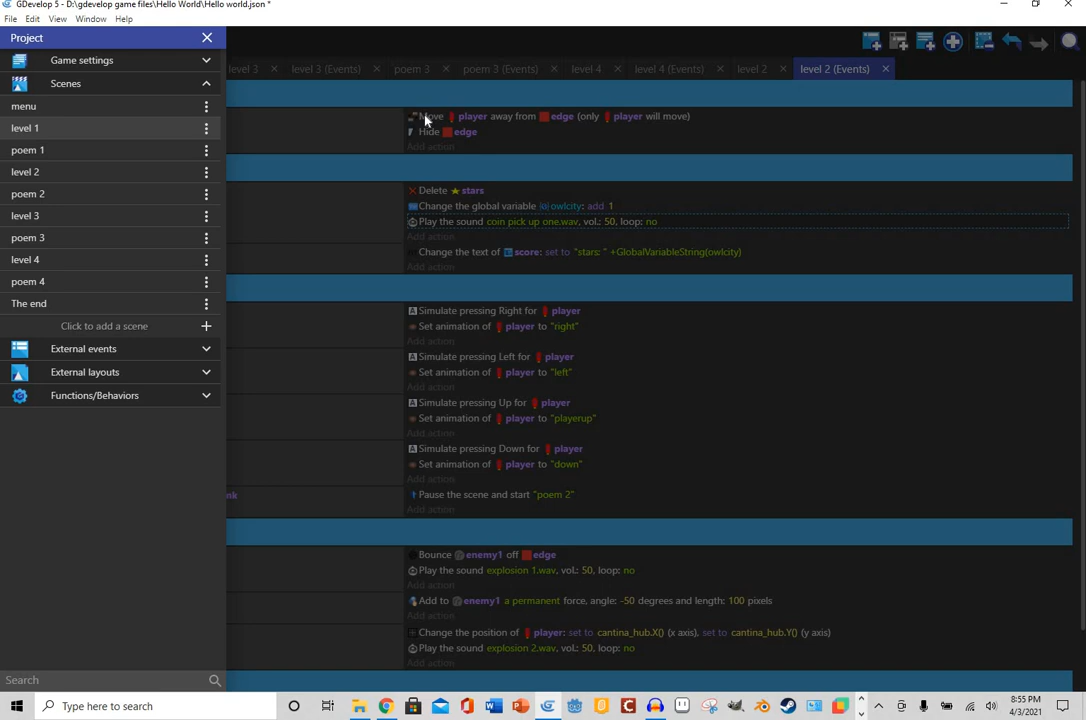 GDevelop 5 - D:\gdevelop game files\Hello World\Hello world.json *
File Edit View Window Help
Project
Game settings
Scenes
menu
level 1
poem 1
level 2
poem 2
level 3
poem 3
level 4
poem 4
The end
Click to add a scene
External events
External layouts
Functions/Behaviors
Search
level 3 level 3 (Events) poem 3 poem 3 (Events) level 4 level 4 (Events) level 2 level 2 (Events)
Move player away from edge (only player will move)
Hide edge
Add action
Delete stars
Change the global variable owlcity: add 1
Play the sound coin pick up one.wav, vol.: 50, loop: no
Add action
Change the text of score: set to "stars: " +GlobalVariableString(owlcity)
Add action
Simulate pressing Right for player
Set animation of player to "right"
Add action
Simulate pressing Left for player
Set animation of player to "left"
Add action
Simulate pressing Up for player
Set animation of player to "playerup"
Add action
Simulate pressing Down for player
Set animation of player to "down"
Add action
nk Pause the scene and start "poem 2"
Add action
Bounce enemy1 off edge
Play the sound explosion 1.wav, vol.: 50, loop: no
Add action
Add to enemy1 a permanent force, angle: -50 degrees and length: 100 pixels
Add action
Change the position of player: set to cantina_hub.X() (x axis), set to cantina_hub.Y() (y axis)
Play the sound explosion 2.wav, vol.: 50, loop: no
Add action
Type here to search
8:55 PM
4/3/2021